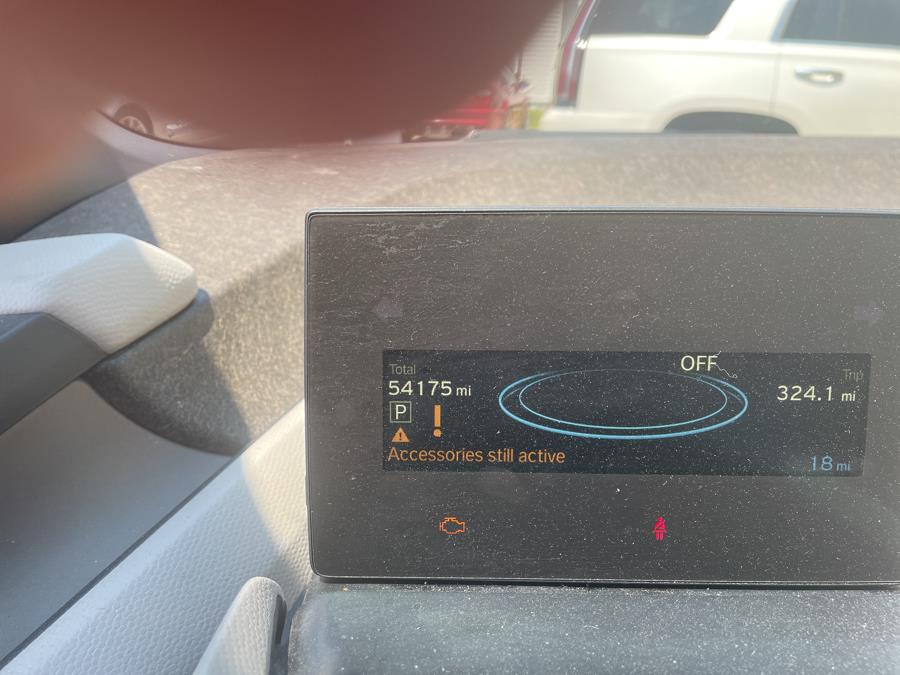 Total
54175 mi
P
Accessories still active
OFF
Trip
324.1 mi
18 mi